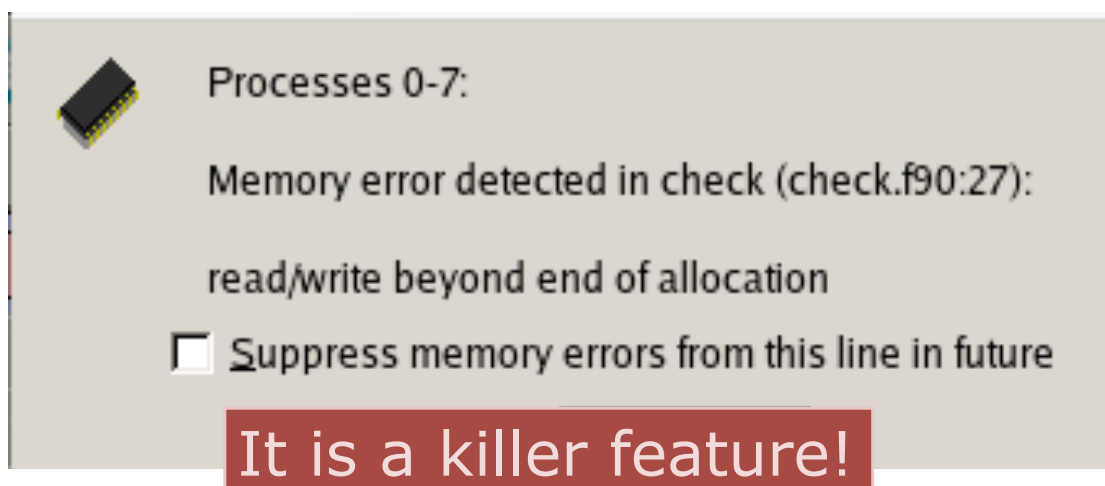 Processes 0-7:
Memory error detected in check (check.f90:27):
read/write beyond end of allocation
Suppress memory errors from this line in future
It is a killer feature!